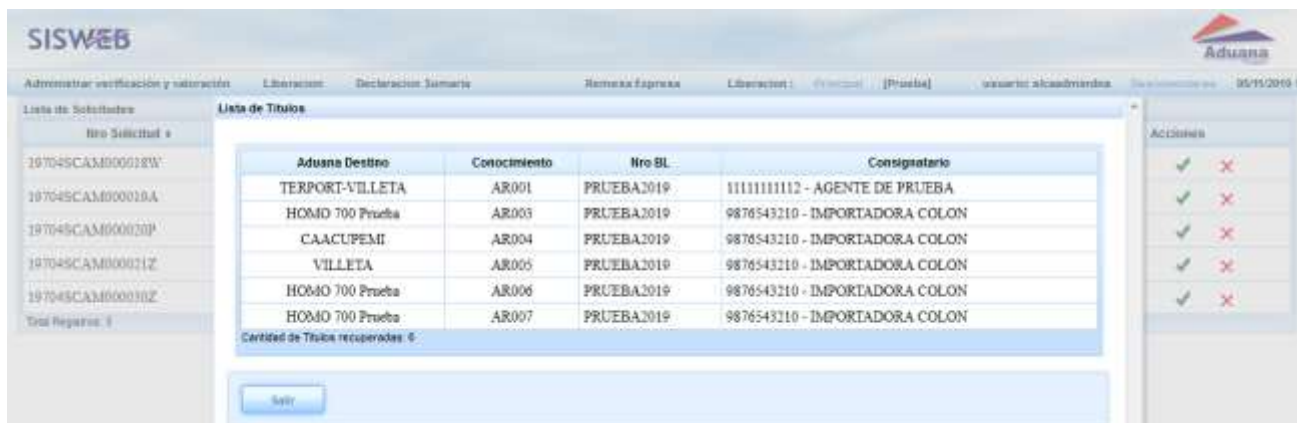 SISWEB
Aduana
Administrar verificación y valoración Liberacion Declaracion Sumaria Remesa Expresa Liberacion : Principal [Prueba] usuario: 05/11/2019
Lista de Solicitudes Lista de Titulos
Nro Solicitud Acciones
Aduana Destino Conocimiento Nro BL Consignatario
19704SCAM000018W
TERPORT-VILLETA AR001 PRUEBA2019 11111111112 - AGENTE DE PRUEBA
19704SCAM000019A
HOMO 700 Prueba AR003 PRUEBA2019 9876543210 - IMPORTADORA COLON
19704SCAM000020P
CAACUPEMI AR004 PRUEBA2019 9876543210 - IMPORTADORA COLON
19704SCAM000021Z
VILLETA AR005 PRUEBA2019 9876543210 - IMPORTADORA COLON
19704SCAM000030Z
HOMO 700 Prueba AR006 PRUEBA2019 9876543210 - IMPORTADORA COLON
HOMO 700 Prueba AR007 PRUEBA2019 9876543210 - IMPORTADORA COLON
Total Registros: 5
Cantidad de Titulos recuperadas: 6
Salir